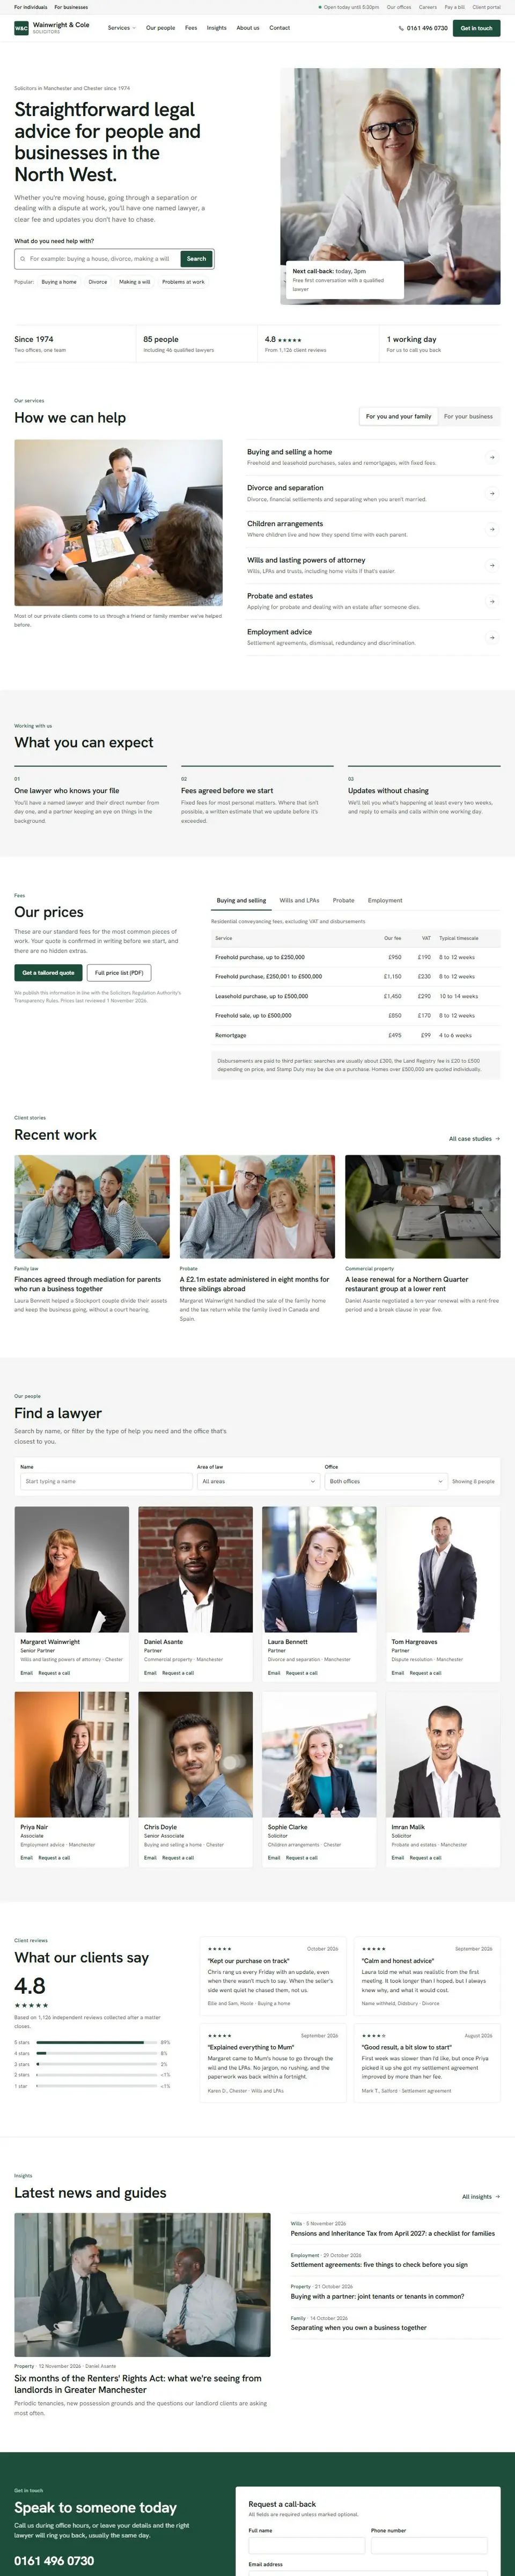 For individuals For businesses
Open today until 5:30pm Our offices Careers Pay a bill Client portal
W&C Wainwright & Cole
SOLICITORS
Services Our people Fees Insights About us Contact
0161 496 0730 Get in touch
Solicitors in Manchester and Chester since 1974
Straightforward legal
advice for people and
businesses in the
North West.
Whether you're moving house, going through a separation or
dealing with a dispute at work, you'll have one named lawyer, a
clear fee and updates you don't have to chase.
What do you need help with?
For example: buying a house, divorce, making a will Search
Popular: Buying a home Divorce Making a will Problems at work
Next call-back: today, 3pm
Free first conversation with a qualified
lawyer
Since 1974
Two offices, one team
85 people
Including 46 qualified lawyers
4.8 ★★★★★
From 1,126 client reviews
1 working day
For us to call you back
Our services
How we can help
For you and your family For your business
Most of our private clients come to us through a friend or family member we've helped
before.
Buying and selling a home
Freehold and leasehold purchases, sales and remortgages, with fixed fees.
Divorce and separation
Divorce, financial settlements and separating when you aren't married.
Children arrangements
Where children live and how they spend time with each parent.
Wills and lasting powers of attorney
Wills, LPAs and trusts, including home visits if that's easier.
Probate and estates
Applying for probate and dealing with an estate after someone dies.
Employment advice
Settlement agreements, dismissal, redundancy and discrimination.
Working with us
What you can expect
01
One lawyer who knows your file
You'll have a named lawyer and their direct number from
day one, and a partner keeping an eye on things in the
background.
02
Fees agreed before we start
Fixed fees for most personal matters. Where that isn't
possible, a written estimate that we update before it's
exceeded.
03
Updates without chasing
We'll tell you what's happening at least every two weeks,
and reply to emails and calls within one working day.
Fees
Our prices
These are our standard fees for the most common pieces of
work. Your quote is confirmed in writing before we start, and
there are no hidden extras.
Get a tailored quote Full price list (PDF)
We publish this information in line with the Solicitors Regulation Authority's
Transparency Rules. Prices last reviewed 1 November 2026.
Buying and selling Wills and LPAs Probate Employment
Residential conveyancing fees, excluding VAT and disbursements
Service Our fee VAT Typical timescale
Freehold purchase, up to £250,000 £950 £190 8 to 12 weeks
Freehold purchase, £250,001 to £500,000 £1,150 £230 8 to 12 weeks
Leasehold purchase, up to £500,000 £1,450 £290 10 to 14 weeks
Freehold sale, up to £500,000 £850 £170 8 to 12 weeks
Remortgage £495 £99 4 to 6 weeks
Disbursements are paid to third parties: searches are usually about £300, the Land Registry fee is £20 to £500
depending on price, and Stamp Duty may be due on a purchase. Homes over £500,000 are quoted individually.
Client stories
Recent work
All case studies →
Family law
Finances agreed through mediation for parents
who run a business together
Laura Bennett helped a Stockport couple divide their assets
and keep the business going, without a court hearing.
Probate
A £2.1m estate administered in eight months for
three siblings abroad
Margaret Wainwright handled the sale of the family home
and the tax return while the family lived in Canada and
Spain.
Commercial property
A lease renewal for a Northern Quarter
restaurant group at a lower rent
Daniel Asante negotiated a ten-year renewal with a rent-free
period and a break clause in year five.
Our people
Find a lawyer
Search by name, or filter by the type of help you need and the office that's
closest to you.
Name Area of law Office
Start typing a name All areas Both offices Showing 8 people
Margaret Wainwright
Senior Partner
Wills and lasting powers of attorney · Chester
Email Request a call
Daniel Asante
Partner
Commercial property · Manchester
Email Request a call
Laura Bennett
Partner
Divorce and separation · Manchester
Email Request a call
Tom Hargreaves
Partner
Dispute resolution · Manchester
Email Request a call
Priya Nair
Associate
Employment advice · Manchester
Email Request a call
Chris Doyle
Senior Associate
Buying and selling a home · Chester
Email Request a call
Sophie Clarke
Solicitor
Children arrangements · Chester
Email Request a call
Imran Malik
Solicitor
Probate and estates · Manchester
Email Request a call
Client reviews
What our clients say
4.8
★★★★★
Based on 1,126 independent reviews collected after a matter
closes.
5 stars 89%
4 stars 8%
3 stars 2%
2 stars <1%
1 star <1%
★★★★★ October 2026
"Kept our purchase on track"
Chris rang us every Friday with an update, even
when there wasn't much to say. When the seller's
side went quiet he chased them, not us.
Ellie and Sam, Hoole · Buying a home
★★★★★ September 2026
"Calm and honest advice"
Laura told me what was realistic from the first
meeting. It took longer than I hoped, but I always
knew why, and what it would cost.
Name withheld, Didsbury · Divorce
★★★★★ September 2026
"Explained everything to Mum"
Margaret came to Mum's house to go through the
will and the LPAs. No jargon, no rushing, and the
paperwork was back within a fortnight.
Karen D., Chester · Wills and LPAs
★★★★☆ August 2026
"Good result, a bit slow to start"
First week was slower than I'd like, but once Priya
picked it up she got my settlement agreement
improved by more than her fee.
Mark T., Salford · Settlement agreement
Insights
Latest news and guides
All insights →
Property · 12 November 2026 · Daniel Asante
Six months of the Renters' Rights Act: what we're seeing from
landlords in Greater Manchester
Periodic tenancies, new possession grounds and the questions our landlord clients are asking
most often.
Wills · 5 November 2026
Pensions and Inheritance Tax from April 2027: a checklist for families
Employment · 29 October 2026
Settlement agreements: five things to check before you sign
Property · 21 October 2026
Buying with a partner: joint tenants or tenants in common?
Family · 14 October 2026
Separating when you own a business together
Get in touch
Speak to someone today
Call us during office hours, or leave your details and the right
lawyer will ring you back, usually the same day.
0161 496 0730
Request a call-back
All fields are required unless marked optional.
Full name Phone number
Email address